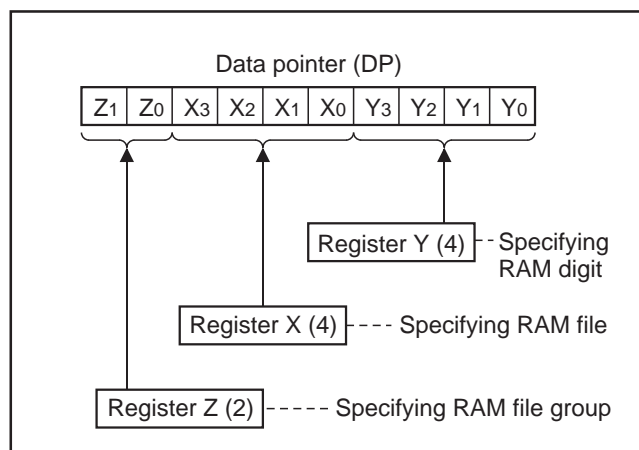 Data pointer (DP)
Z1 Z0 X3 X2 X1 X0 Y3 Y2 Y1 Y0
Register Y (4) Specifying RAM digit
Register X (4) Specifying RAM file
Register Z (2) Specifying RAM file group